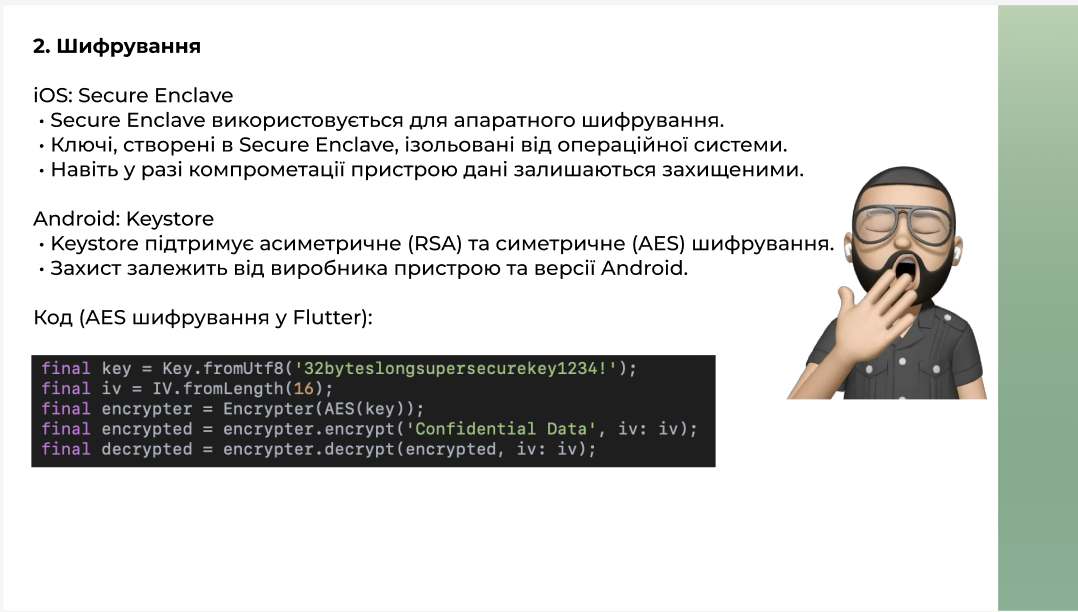 2. Шифрування
iOS: Secure Enclave
• Secure Enclave використовується для апаратного шифрування.
• Ключі, створені в Secure Enclave, ізольовані від операційної системи.
• Навіть у разі компрометації пристрою дані залишаються захищеними.
Android: Keystore
• Keystore підтримує асиметричне (RSA) та симетричне (AES) шифрування.
• Захист залежить від виробника пристрою та версії Android.
Код (AES шифрування у Flutter):
final key = Key.fromUtf8('32byteslongsupersecurekey1234!');
final iv = IV.fromLength(16);
final encrypter = Encrypter(AES(key));
final encrypted = encrypter.encrypt('Confidential Data', iv: iv);
final decrypted = encrypter.decrypt(encrypted, iv: iv);